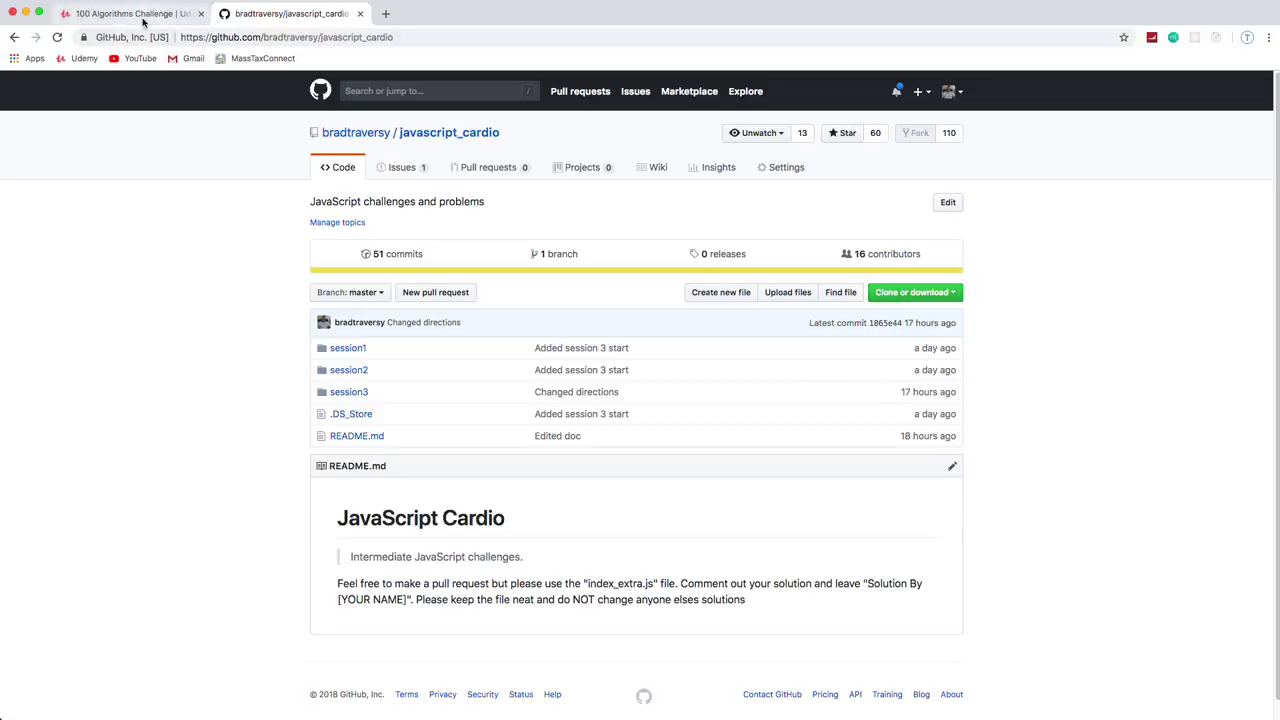 100 Algorithms Challenge | Ud
bradtraversy/javascript_cardio
GitHub, Inc. [US] https://github.com/bradtraversy/javascript_cardio
Apps Udemy YouTube Gmail MassTaxConnect
Search or jump to... / Pull requests Issues Marketplace Explore
bradtraversy / javascript_cardio Unwatch 13 Star 60 Fork 110
Code Issues 1 Pull requests 0 Projects 0 Wiki Insights Settings
JavaScript challenges and problems Edit
Manage topics
51 commits 1 branch 0 releases 16 contributors
Branch: master New pull request Create new file Upload files Find file Clone or download
bradtraversy Changed directions Latest commit 1865e44 17 hours ago
session1 Added session 3 start a day ago
session2 Added session 3 start a day ago
session3 Changed directions 17 hours ago
.DS_Store Added session 3 start a day ago
README.md Edited doc 18 hours ago
README.md
JavaScript Cardio
Intermediate JavaScript challenges.
Feel free to make a pull request but please use the "index_extra.js" file. Comment out your solution and leave "Solution By
[YOUR NAME]". Please keep the file neat and do NOT change anyone elses solutions
© 2018 GitHub, Inc. Terms Privacy Security Status Help Contact GitHub Pricing API Training Blog About